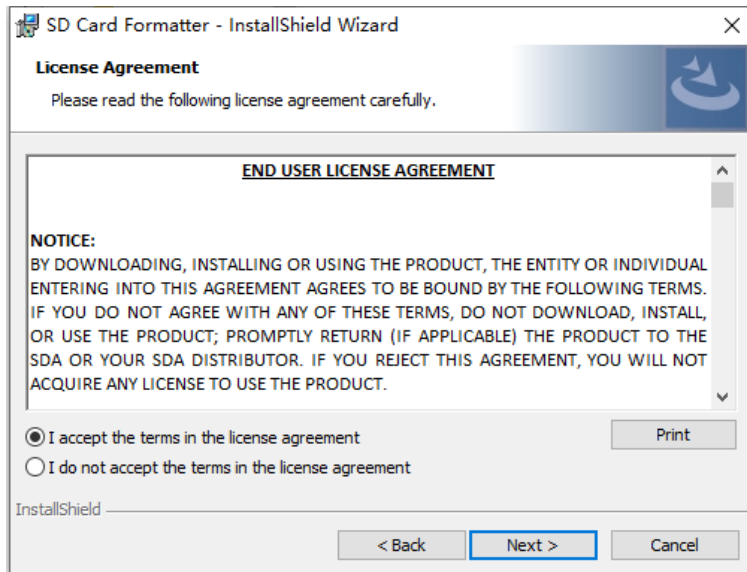 SD Card Formatter - InstallShield Wizard
License Agreement
Please read the following license agreement carefully.
END USER LICENSE AGREEMENT
NOTICE:
BY DOWNLOADING, INSTALLING OR USING THE PRODUCT, THE ENTITY OR INDIVIDUAL
ENTERING INTO THIS AGREEMENT AGREES TO BE BOUND BY THE FOLLOWING TERMS.
IF YOU DO NOT AGREE WITH ANY OF THESE TERMS, DO NOT DOWNLOAD, INSTALL,
OR USE THE PRODUCT; PROMPTLY RETURN (IF APPLICABLE) THE PRODUCT TO THE
SDA OR YOUR SDA DISTRIBUTOR. IF YOU REJECT THIS AGREEMENT, YOU WILL NOT
ACQUIRE ANY LICENSE TO USE THE PRODUCT.
I accept the terms in the license agreement
Print
I do not accept the terms in the license agreement
InstallShield
< Back Next > Cancel